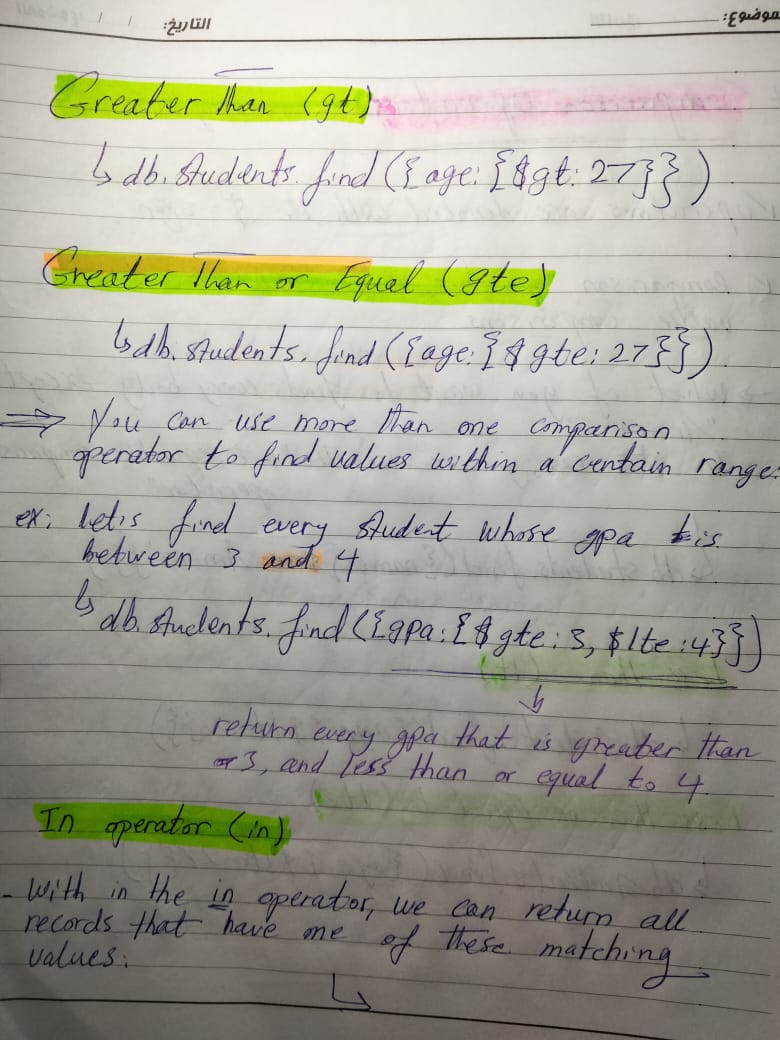 الموضوع:
التاريخ: / /
Greater than (gt)
↳ db.students.find({age:{$gt:27}})
Greater than or Equal (gte)
↳ db.students.find({age:{$gte:27}})
⇒ You can use more than one comparison
operator to find values within a certain range:
ex: let's find every student whose gpa is
between 3 and 4
↳ db.students.find({gpa:{$gte:3, $lte:4}})
↓
return every gpa that is greater than
or 3, and less than or equal to 4.
In operator (in)
- With in the in operator, we can return all
records that have one of these matching
values:
↳